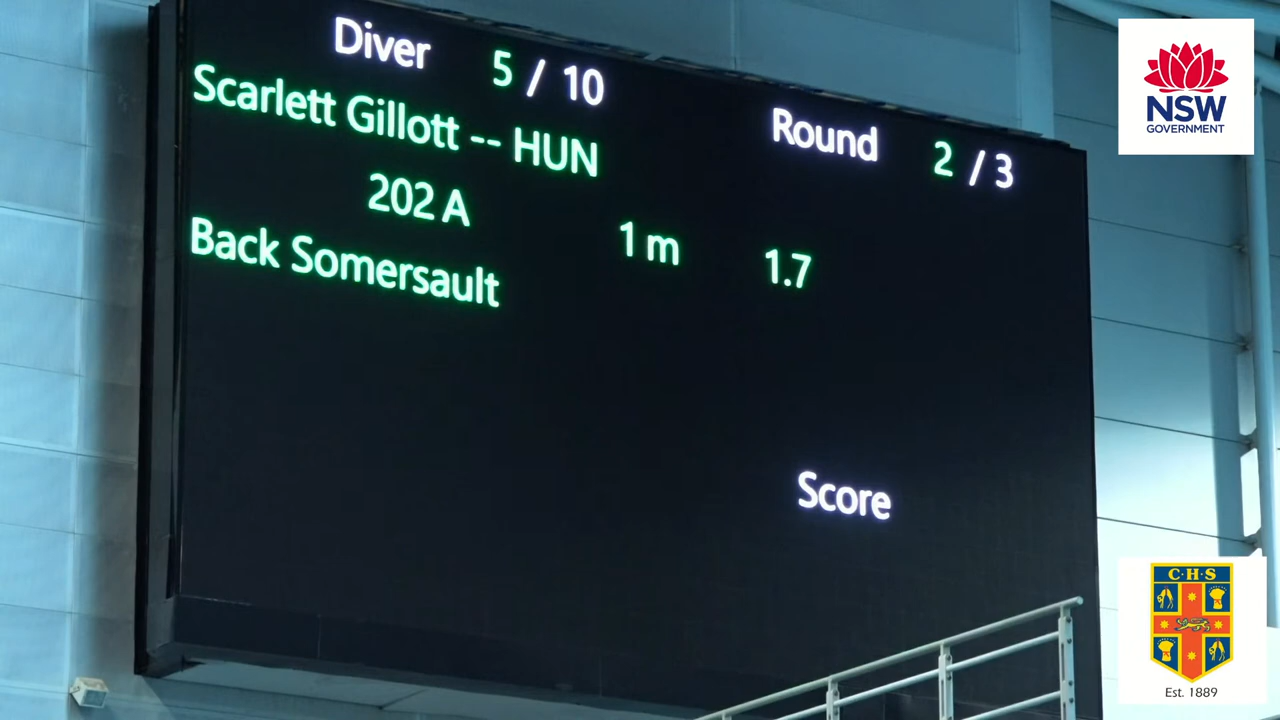 Diver 5 / 10
Scarlett Gillott -- HUN
Round 2 / 3
202 A
Back Somersault
1 m 1.7
Score
NSW
GOVERNMENT
C·H·S
Est. 1889